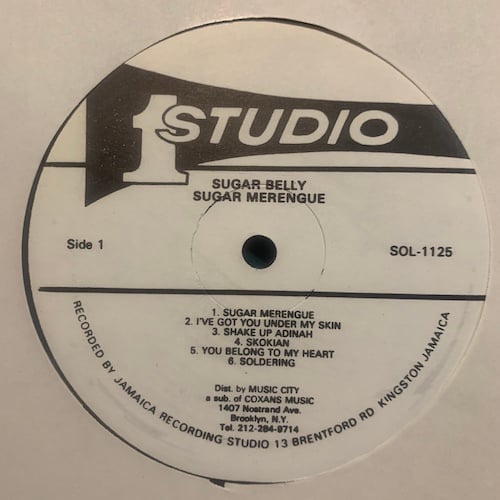 1 STUDIO
SUGAR BELLY
SUGAR MERENGUE
Side 1
SOL-1125
1. SUGAR MERENGUE
2. I'VE GOT YOU UNDER MY SKIN
3. SHAKE UP ADINAH
4. SKOKIAN
5. YOU BELONG TO MY HEART
6. SOLDERING
Dist. by MUSIC CITY
a sub. of COXANS MUSIC
1407 Nostrand Ave.
Brooklyn, N.Y.
Tel. 212-284-9714
RECORDED BY JAMAICA RECORDING STUDIO 13 BRENTFORD RD KINGSTON JAMAICA